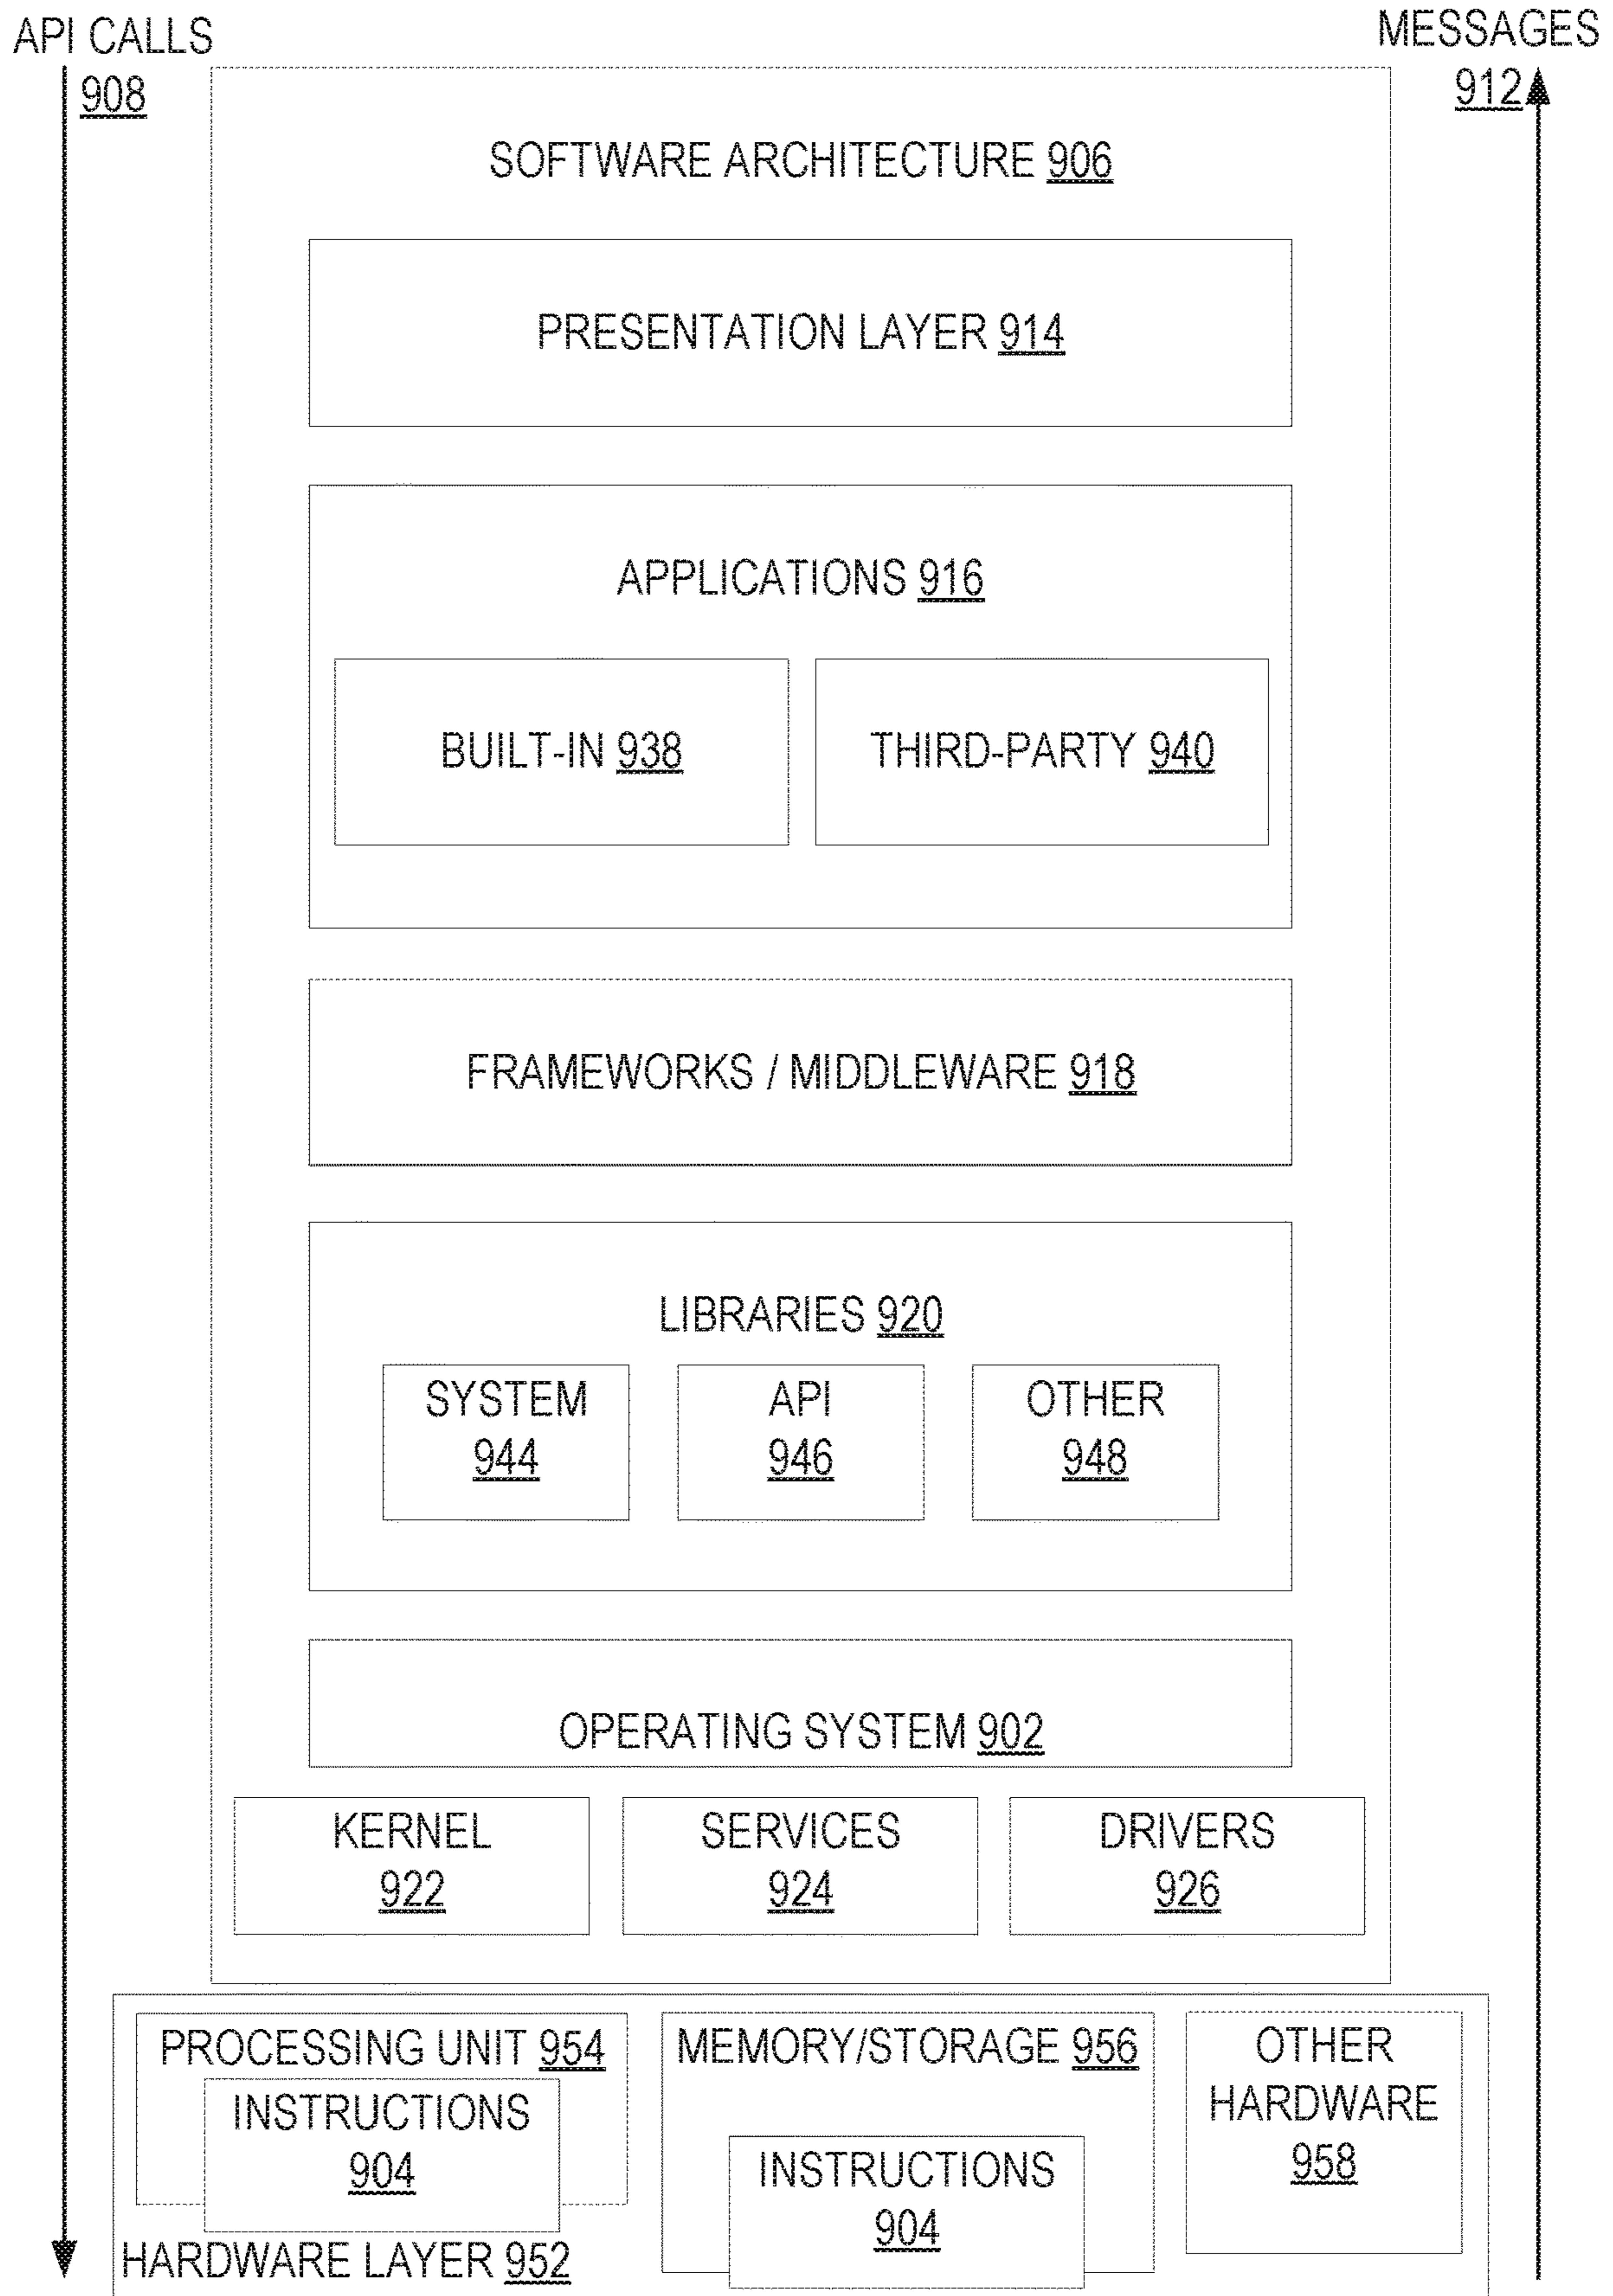 API CALLS
908
MESSAGES
912
SOFTWARE ARCHITECTURE 906
PRESENTATION LAYER 914
APPLICATIONS 916
BUILT-IN 938
THIRD-PARTY 940
FRAMEWORKS / MIDDLEWARE 918
LIBRARIES 920
SYSTEM
944
API
946
OTHER
948
OPERATING SYSTEM 902
KERNEL
922
SERVICES
924
DRIVERS
926
PROCESSING UNIT 954
INSTRUCTIONS
904
MEMORY/STORAGE 956
INSTRUCTIONS
904
OTHER
HARDWARE
958
HARDWARE LAYER 952